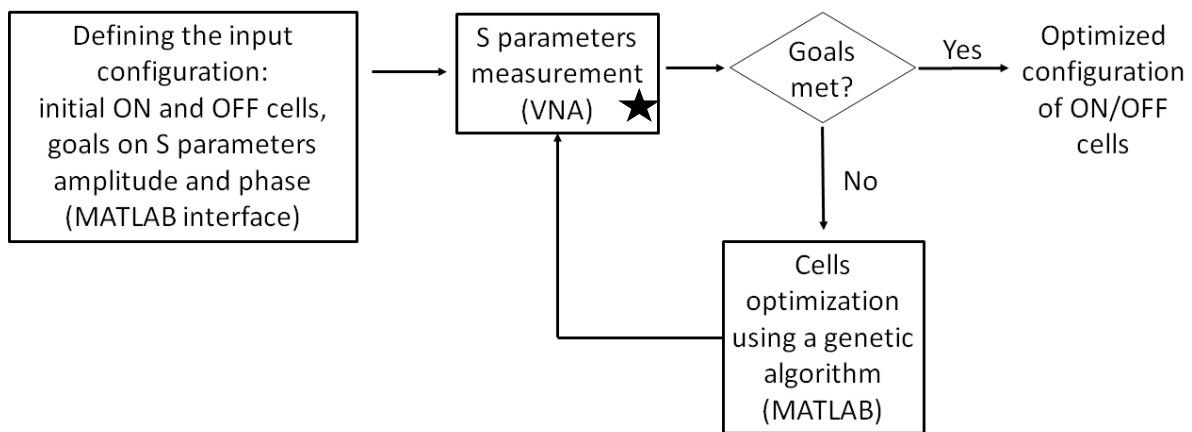 Defining the input
configuration:
initial ON and OFF cells,
goals on S parameters
amplitude and phase
(MATLAB interface)
S parameters
measurement
(VNA)
Goals
met?
Yes
Optimized
configuration
of ON/OFF
cells
No
Cells
optimization
using a genetic
algorithm
(MATLAB)